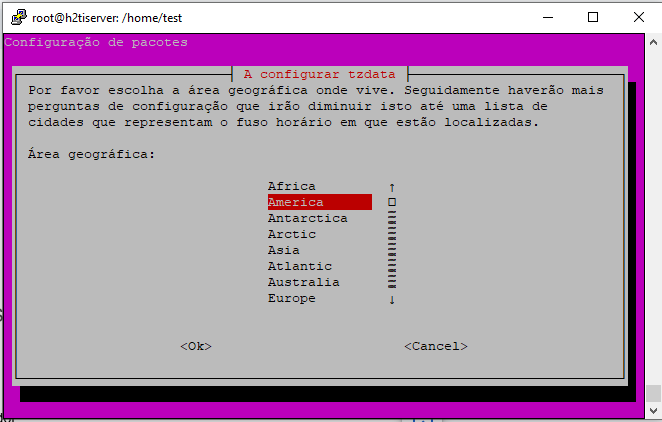 root@h2tiserver: /home/test
Configuração de pacotes
A configurar tzdata
Por favor escolha a área geográfica onde vive. Seguidamente haverão mais
perguntas de configuração que irão diminuir isto até uma lista de
cidades que representam o fuso horário em que estão localizadas.
Área geográfica:
Africa
America
Antarctica
Arctic
Asia
Atlantic
Australia
Europe
<Ok> <Cancel>